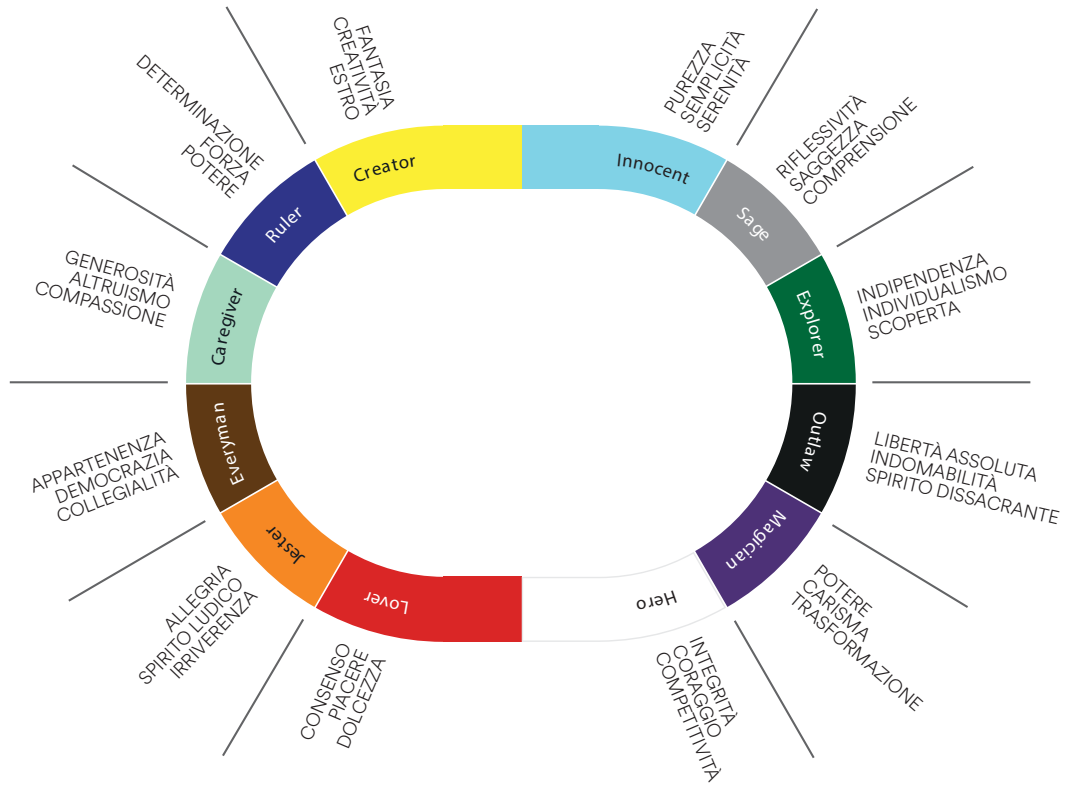 FANTASIA
CREATIVITÀ
ESTRO
Creator
PUREZZA
SEMPLICITÀ
SERENITÀ
Innocent
RIFLESSIVITÀ
SAGGEZZA
COMPRENSIONE
Sage
INDIPENDENZA
INDIVIDUALISMO
SCOPERTA
Explorer
LIBERTÀ ASSOLUTA
INDOMABILITÀ
SPIRITO DISSACRANTE
Outlaw
POTERE
CARISMA
TRASFORMAZIONE
Magician
INTEGRITÀ
CORAGGIO
COMPETITIVITÀ
Hero
CONSENSO
PIACERE
DOLCEZZA
Lover
ALLEGRIA
SPIRITO LUDICO
IRRIVERENZA
Jester
APPARTENENZA
DEMOCRAZIA
COLLEGIALITÀ
Everyman
GENEROSITÀ
ALTRUISMO
COMPASSIONE
Caregiver
DETERMINAZIONE
FORZA
POTERE
Ruler